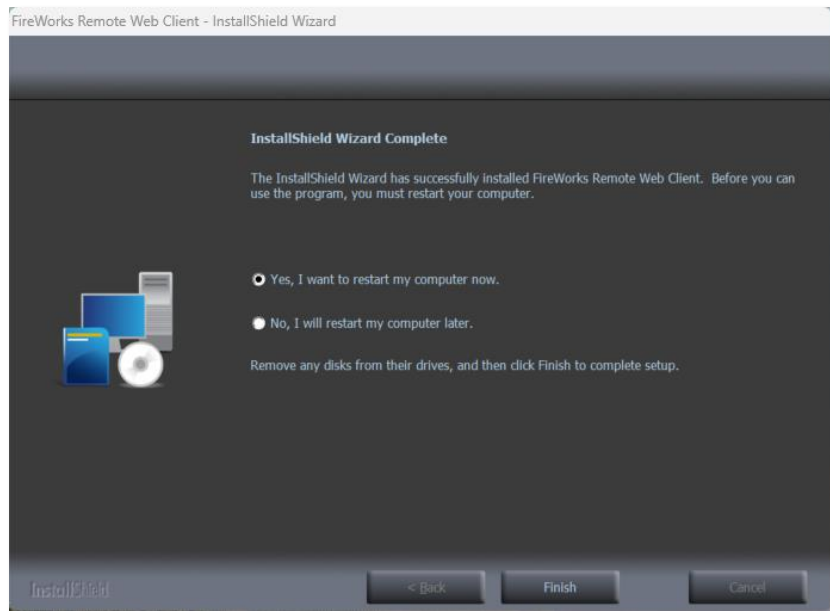 FireWorks Remote Web Client - InstallShield Wizard
InstallShield Wizard Complete
The InstallShield Wizard has successfully installed FireWorks Remote Web Client. Before you can
use the program, you must restart your computer.
Yes, I want to restart my computer now.
No, I will restart my computer later.
Remove any disks from their drives, and then click Finish to complete setup.
InstallShield
< Back
Finish
Cancel